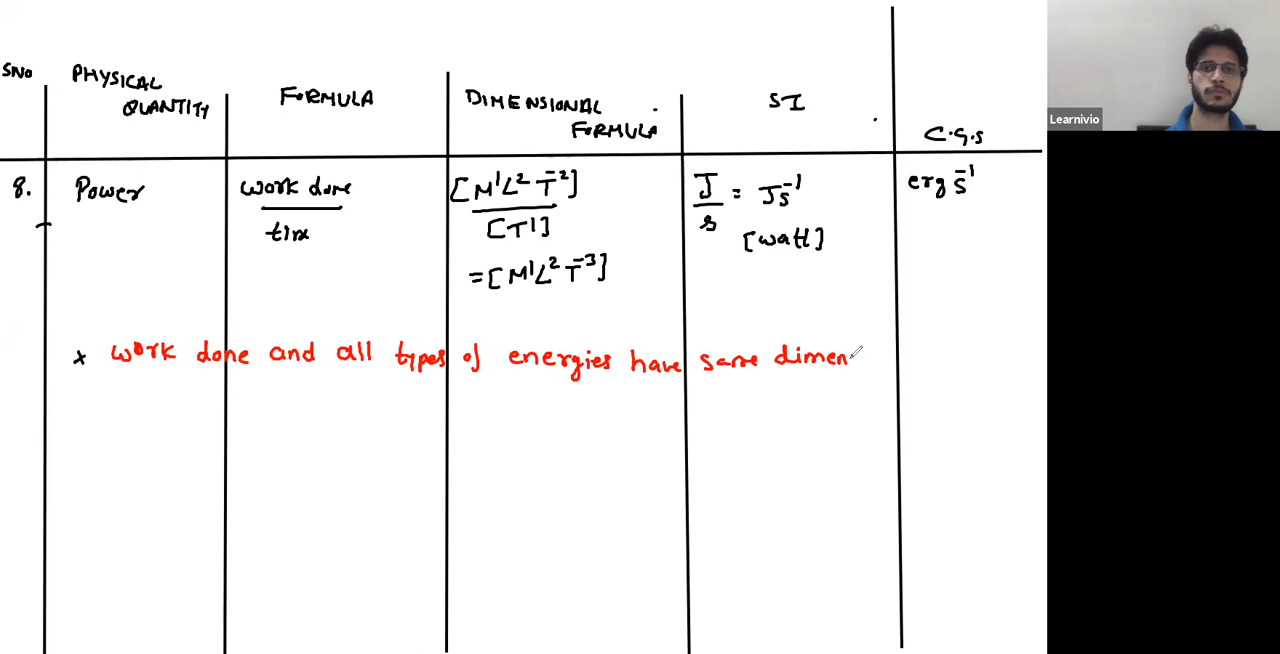 SNO PHYSICAL QUANTITY FORMULA DIMENSIONAL FORMULA SI C.G.S
8. Power work done / time [M¹L²T⁻²] / [T¹] J/s = Js⁻¹ erg s⁻¹
= [M¹L²T⁻³] [watt]
* work done and all types of energies have same dimen
Learnivio